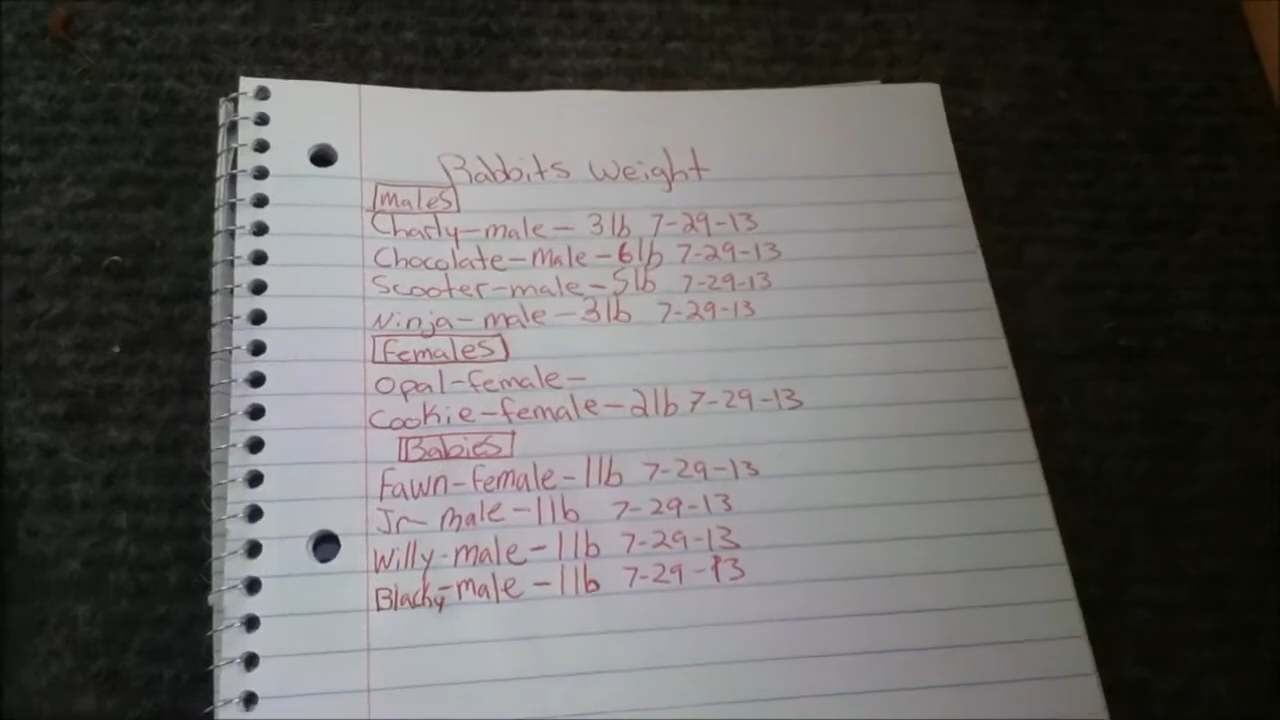 Rabbits Weight
Males
Charly-male- 3lb 7-29-13
Chocolate-Male-6lb 7-29-13
Scooter-male-5lb 7-29-13
Ninja-male-3lb 7-29-13
Females
Opal-female-
Cookie-female-2lb 7-29-13
Babies
Fawn-female-1lb 7-29-13
Jr- male-1lb 7-29-13
Willy-male-1lb 7-29-13
Blacky-male-1lb 7-29-13